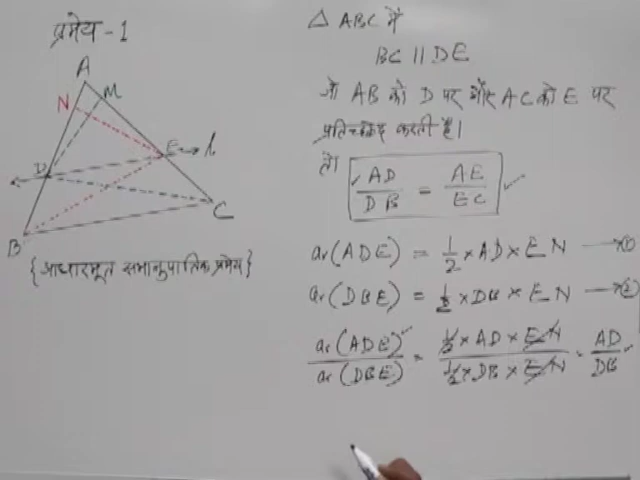 प्रमेय - 1
A
M
N
E
l
D
C
B
{आधारभूत समानुपातिक प्रमेय}
△ ABC में
BC || DE
जो AB को D पर और AC को E पर
प्रतिच्छेद करती है।
तो
AD/DB = AE/EC
ar(ADE) = 1/2 × AD × EN —①
ar(DBE) = 1/2 × DB × EN —②
ar(ADE)/ar(DBE) = (1/2 × AD × EN)/(1/2 × DB × EN) = AD/DB